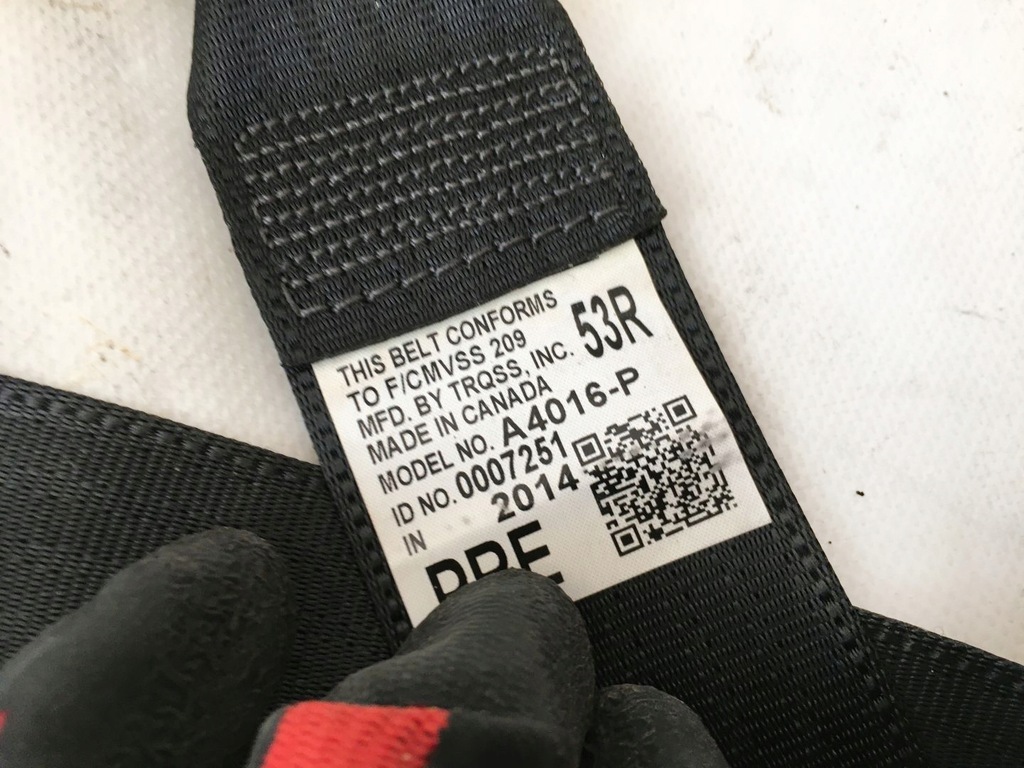 THIS BELT CONFORMS
TO F/CMVSS 209
MFD. BY TRQSS, INC. 53R
MADE IN CANADA
MODEL NO. A4016-P
ID NO. 0007251
IN 2014